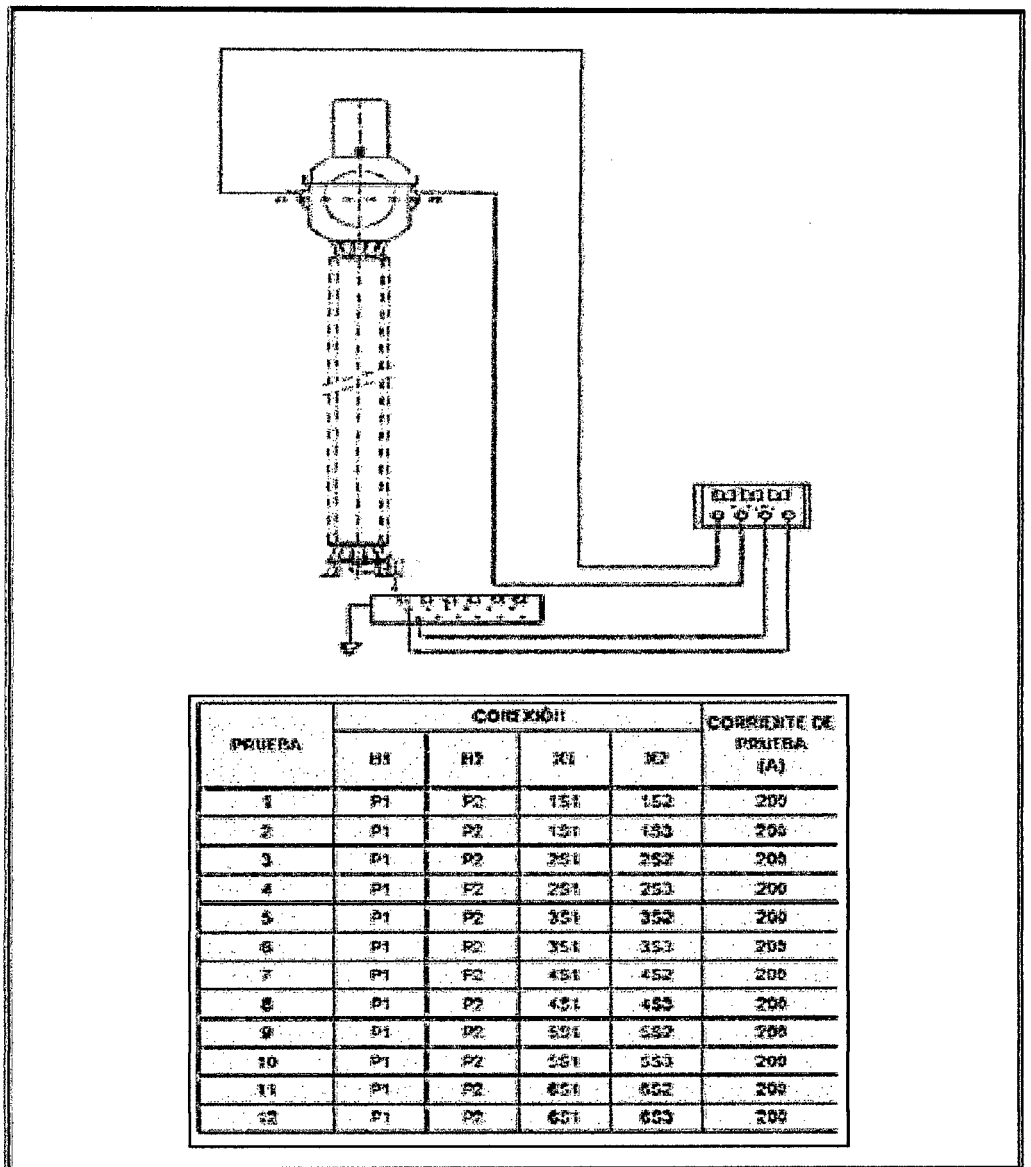 PRUEBA CONEXIÓN CORRIENTE DE PRUEBA (A)
H1 H2 X1 X2
1 P1 P2 1S1 1S2 200
2 P1 P2 1S1 1S3 200
3 P1 P2 2S1 2S2 200
4 P1 P2 2S1 2S3 200
5 P1 P2 3S1 3S2 200
6 P1 P2 3S1 3S3 200
7 P1 P2 4S1 4S2 200
8 P1 P2 4S1 4S3 200
9 P1 P2 5S1 5S2 200
10 P1 P2 5S1 5S3 200
11 P1 P2 6S1 6S2 200
12 P1 P2 6S1 6S3 200